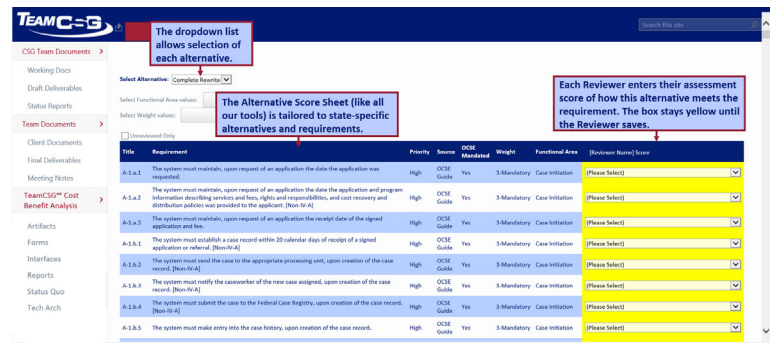 TEAMCSG
Search this site
The dropdown list
allows selection of
each alternative.
CSG Team Documents >
Working Docs
Draft Deliverables
Status Reports
Team Documents >
Client Documents
Final Deliverables
Meeting Notes
TeamCSG℠ Cost
Benefit Analysis >
Artifacts
Forms
Interfaces
Reports
Status Quo
Tech Arch
Select Alternative: Complete Rewrite
Select Functional Area values:
Select Weight values:
Unreviewed Only
The Alternative Score Sheet (like all
our tools) is tailored to state-specific
alternatives and requirements.
Each Reviewer enters their assessment
score of how this alternative meets the
requirement. The box stays yellow until
the Reviewer saves.
Title Requirement Priority Source OCSE Mandated Weight Functional Area [Reviewer Name] Score
A-1.a.1 The system must maintain, upon request of an application the date the application was
requested. High OCSE Guide Yes 3-Mandatory Case Initiation (Please Select)
A-1.a.2 The system must maintain, upon request of an application the date the application and program
information describing services and fees, rights and responsibilities, and cost recovery and
distribution policies was provided to the applicant. [Non-IV-A] High OCSE Guide Yes 3-Mandatory Case Initiation (Please Select)
A-1.a.3 The system must maintain, upon request of an application the receipt date of the signed
application and fee. High OCSE Guide Yes 3-Mandatory Case Initiation (Please Select)
A-1.b.1 The system must establish a case record within 20 calendar days of receipt of a signed
application or referral. [Non-IV-A] High OCSE Guide Yes 3-Mandatory Case Initiation (Please Select)
A-1.b.2 The system must send the case to the appropriate processing unit, upon creation of the case
record. [Non-IV-A] High OCSE Guide Yes 3-Mandatory Case Initiation (Please Select)
A-1.b.3 The system must notify the caseworker of the new case assigned, upon creation of the case
record. [Non-IV-A] High OCSE Guide Yes 3-Mandatory Case Initiation (Please Select)
A-1.b.4 The system must submit the case to the Federal Case Registry, upon creation of the case record.
[Non-IV-A] High OCSE Guide Yes 3-Mandatory Case Initiation (Please Select)
A-1.b.5 The system must make entry into the case history, upon creation of the case record. High OCSE Guide Yes 3-Mandatory Case Initiation (Please Select)